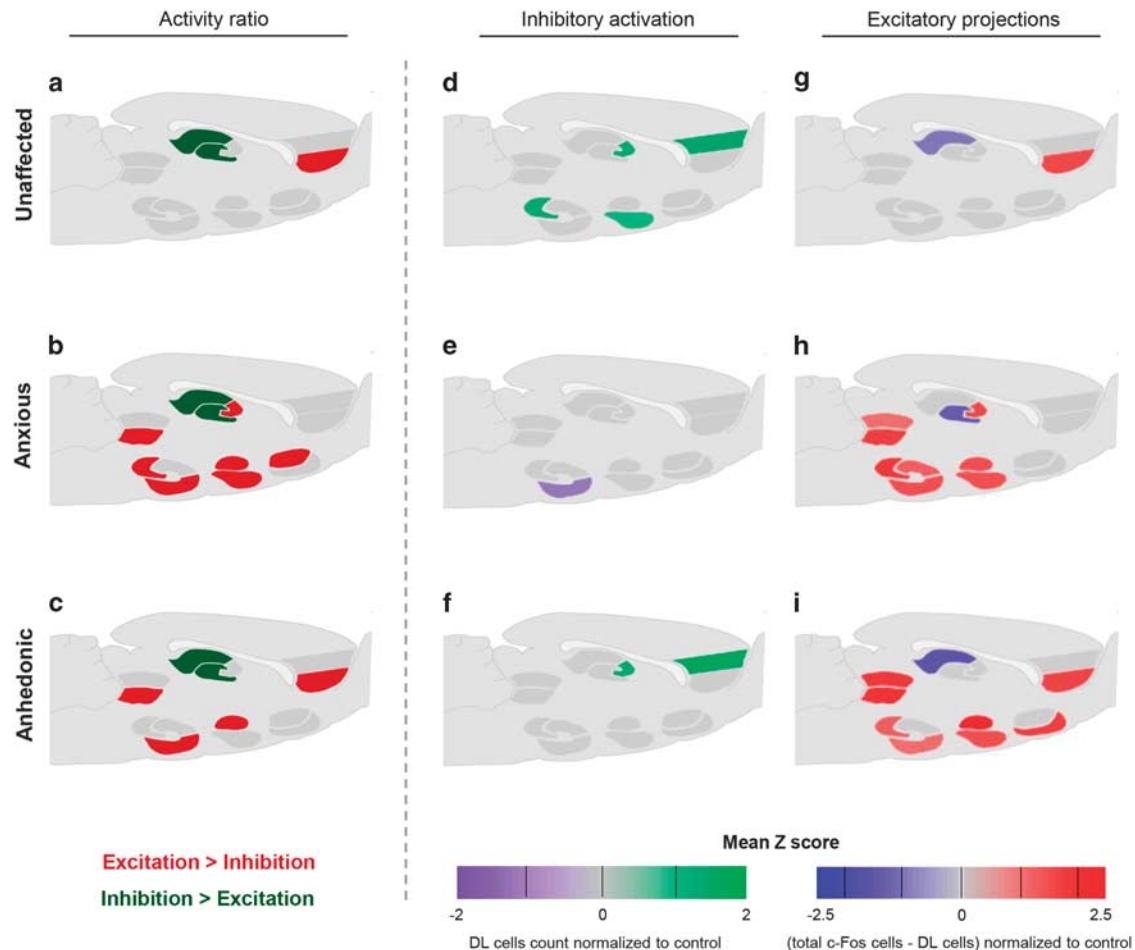 Activity ratio
Inhibitory activation
Excitatory projections
Unaffected
a
d
g
Anxious
b
e
h
Anhedonic
c
f
i
Excitation > Inhibition
Inhibition > Excitation
Mean Z score
-2 0 2
-2.5 0 2.5
DL cells count normalized to control
(total c-Fos cells - DL cells) normalized to control